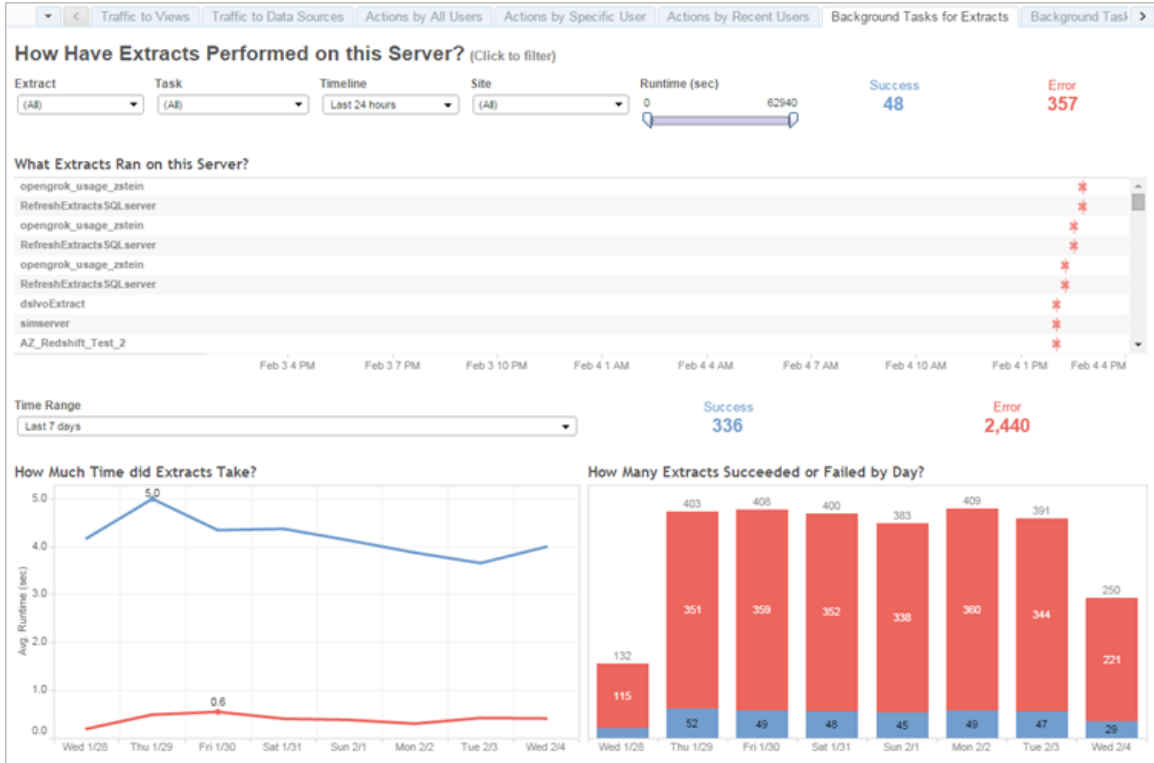 Traffic to Views Traffic to Data Sources Actions by All Users Actions by Specific User Actions by Recent Users Background Tasks for Extracts Background Task
How Have Extracts Performed on this Server? (Click to filter)
Extract Task Timeline Site Runtime (sec) Success Error
(All) (All) Last 24 hours (All) 0 62940 48 357
What Extracts Ran on this Server?
opengrok_usage_zstein
RefreshExtractsSQLserver
opengrok_usage_zstein
RefreshExtractsSQLserver
opengrok_usage_zstein
RefreshExtractsSQLserver
dslvoExtract
simserver
AZ_Redshift_Test_2
Feb 3 4 PM Feb 3 7 PM Feb 3 10 PM Feb 4 1 AM Feb 4 4 AM Feb 4 7 AM Feb 4 10 AM Feb 4 1 PM Feb 4 4 PM
Time Range Success Error
Last 7 days 336 2,440
How Much Time did Extracts Take?
Avg. Runtime (sec)
5.0
4.0
3.0
2.0
1.0
0.0
5.0
0.6
Wed 1/28 Thu 1/29 Fri 1/30 Sat 1/31 Sun 2/1 Mon 2/2 Tue 2/3 Wed 2/4
How Many Extracts Succeeded or Failed by Day?
132 403 408 400 383 409 391 250
115 351 359 352 338 360 344 221
52 49 48 45 49 47 29
Wed 1/28 Thu 1/29 Fri 1/30 Sat 1/31 Sun 2/1 Mon 2/2 Tue 2/3 Wed 2/4